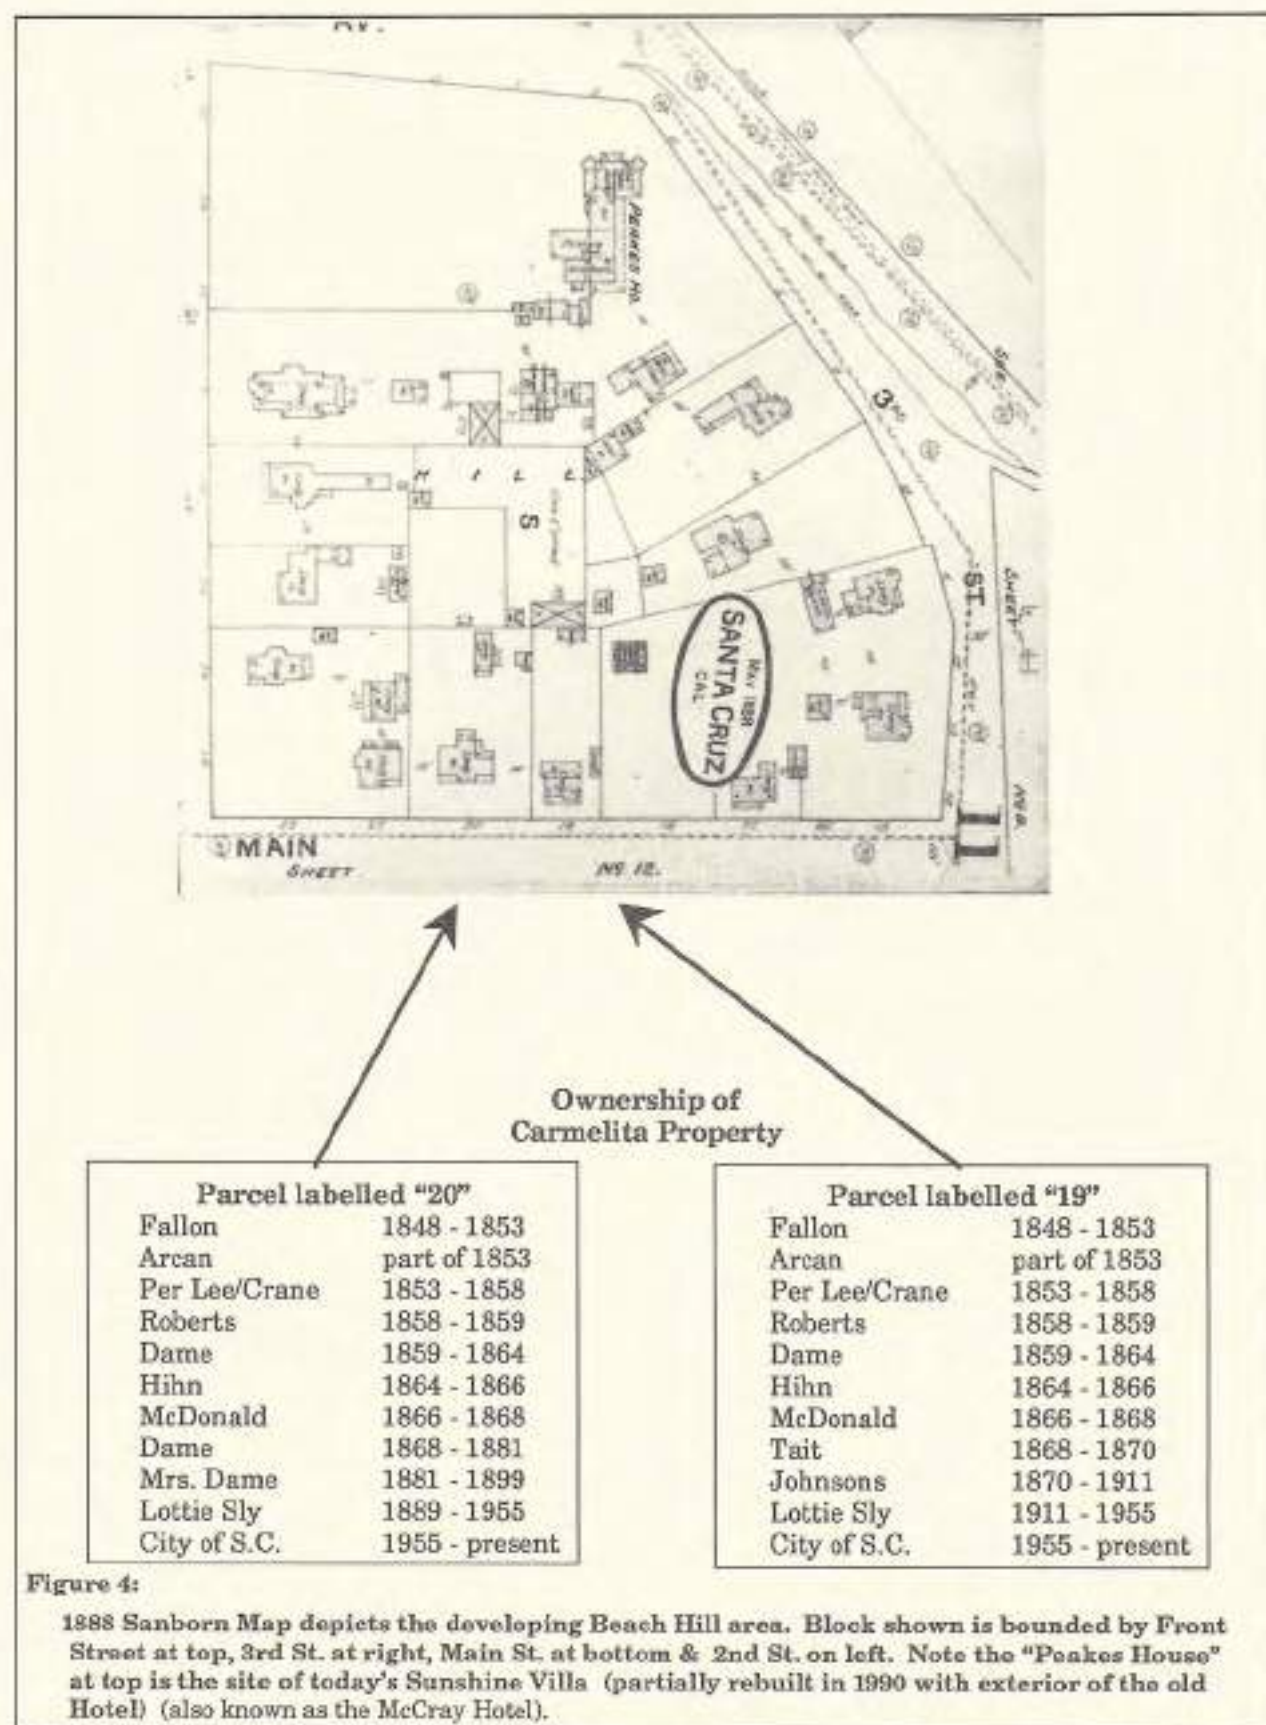 AV.
PEAKES HO.
3RD
ST.
H I L L
S
MAY 1888
SANTA CRUZ
CAL.
SHEET
MAIN
SHEET
NO. 12.
Ownership of
Carmelita Property
Parcel labelled “20”
Fallon 1848 - 1853
Arcan part of 1853
Per Lee/Crane 1853 - 1858
Roberts 1858 - 1859
Dame 1859 - 1864
Hihn 1864 - 1866
McDonald 1866 - 1868
Dame 1868 - 1881
Mrs. Dame 1881 - 1899
Lottie Sly 1889 - 1955
City of S.C. 1955 - present
Parcel labelled “19”
Fallon 1848 - 1853
Arcan part of 1853
Per Lee/Crane 1853 - 1858
Roberts 1858 - 1859
Dame 1859 - 1864
Hihn 1864 - 1866
McDonald 1866 - 1868
Tait 1868 - 1870
Johnsons 1870 - 1911
Lottie Sly 1911 - 1955
City of S.C. 1955 - present
Figure 4:
1888 Sanborn Map depicts the developing Beach Hill area. Block shown is bounded by Front
Street at top, 3rd St. at right, Main St. at bottom & 2nd St. on left. Note the “Peakes House”
at top is the site of today's Sunshine Villa (partially rebuilt in 1990 with exterior of the old
Hotel) (also known as the McCray Hotel).